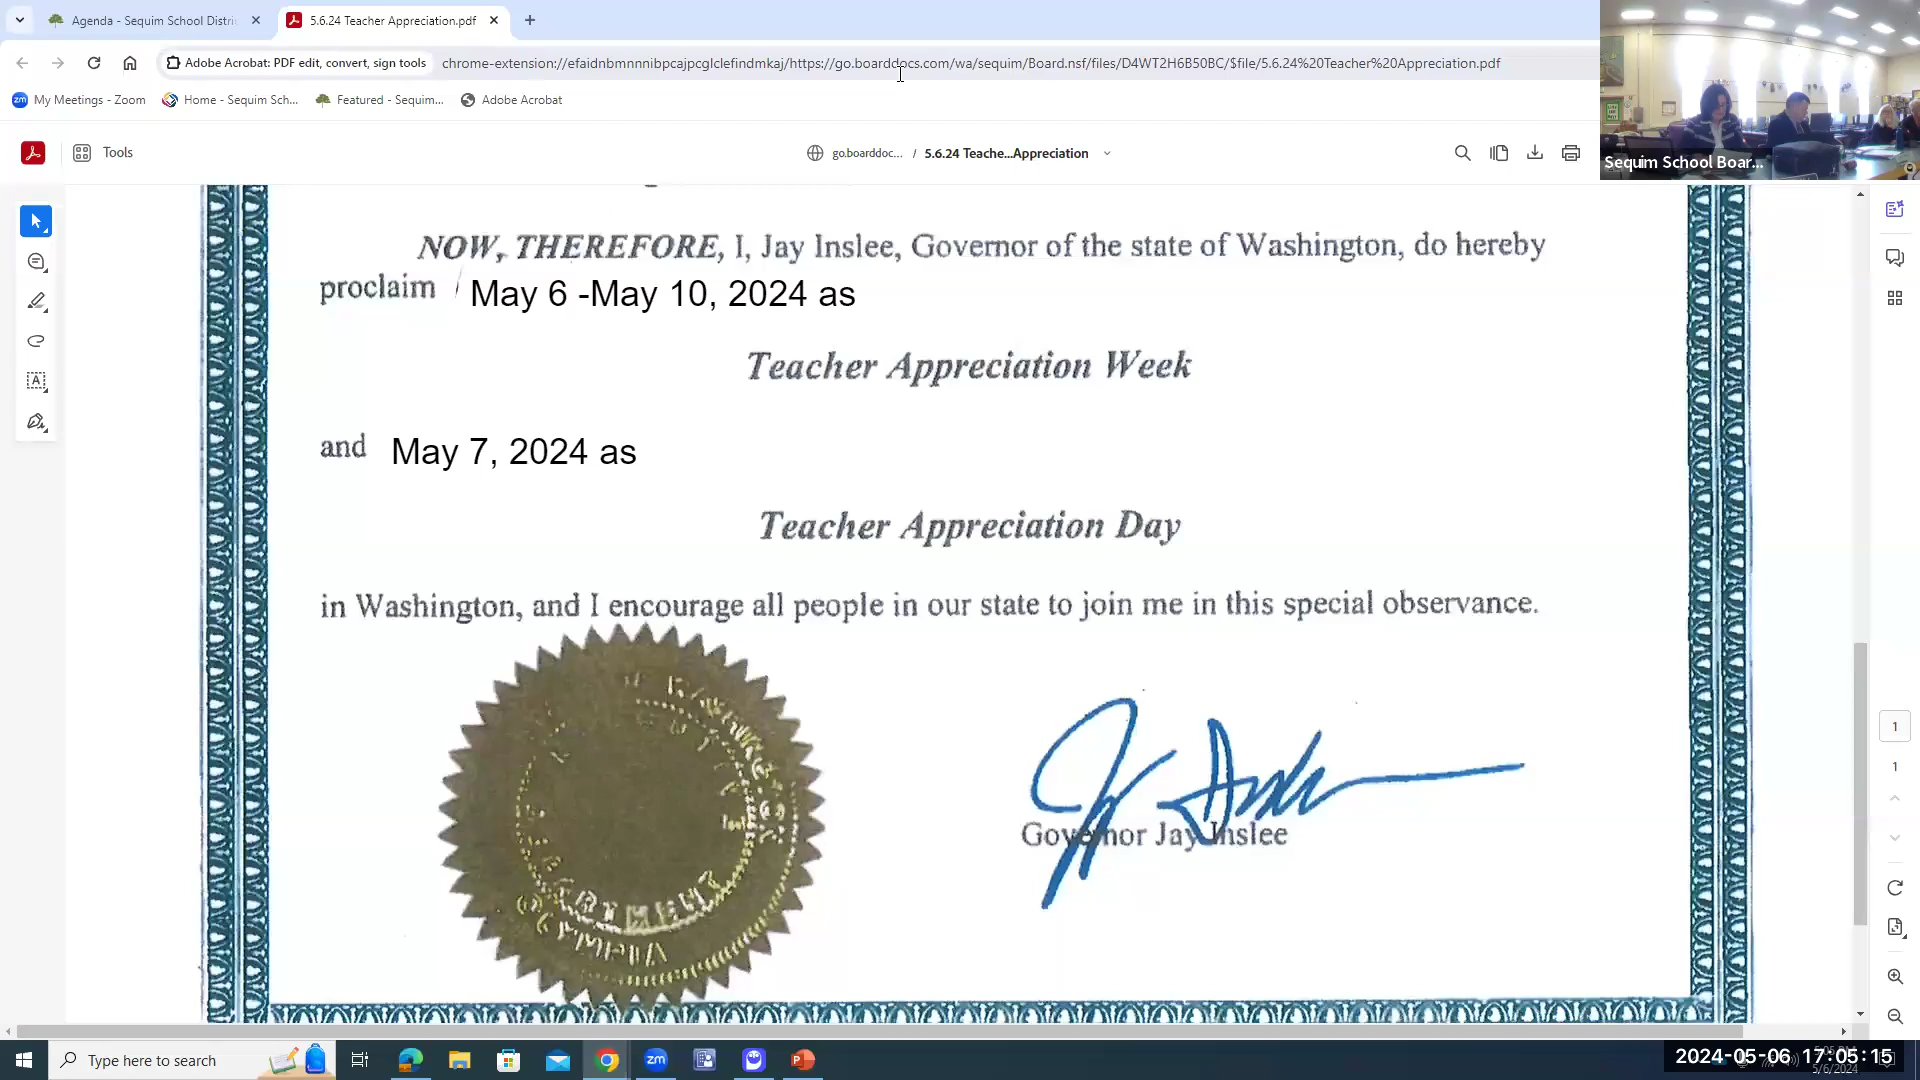 Agenda - Sequim School Distri
5.6.24 Teacher Appreciation.pdf
Adobe Acrobat: PDF edit, convert, sign tools
chrome-extension://efaidnbmnnnibpcajpcglclefindmkaj/https://go.boarddocs.com/wa/sequim/Board.nsf/files/D4WT2H6B50BC/$file/5.6.24%20Teacher%20Appreciation.pdf
My Meetings - Zoom
Home - Sequim Sch...
Featured - Sequim...
Adobe Acrobat
Tools
go.boarddoc... / 5.6.24 Teache...Appreciation
Sequim School Boar...
NOW, THEREFORE, I, Jay Inslee, Governor of the state of Washington, do hereby
proclaim May 6 -May 10, 2024 as
Teacher Appreciation Week
and May 7, 2024 as
Teacher Appreciation Day
in Washington, and I encourage all people in our state to join me in this special observance.
Governor Jay Inslee
1
1
Type here to search
zm
2024-05-06 17:05:15
5/6/2024